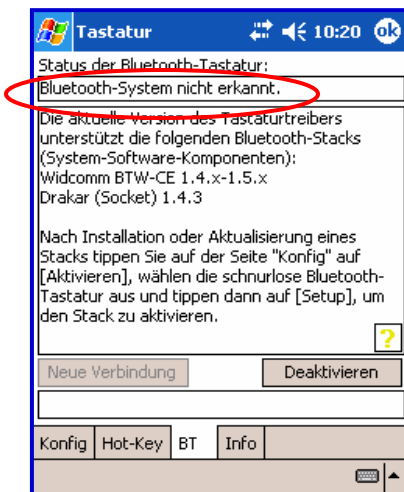 Tastatur 10:20 ok
Status der Bluetooth-Tastatur:
Bluetooth-System nicht erkannt.
Die aktuelle Version des Tastaturtreibers
unterstützt die folgenden Bluetooth-Stacks
(System-Software-Komponenten):
Widcomm BTW-CE 1.4.x-1.5.x
Drakar (Socket) 1.4.3
Nach Installation oder Aktualisierung eines
Stacks tippen Sie auf der Seite "Konfig" auf
[Aktivieren], wählen die schnurlose Bluetooth-
Tastatur aus und tippen dann auf [Setup], um
den Stack zu aktivieren.
?
Neue Verbindung Deaktivieren
Konfig Hot-Key BT Info